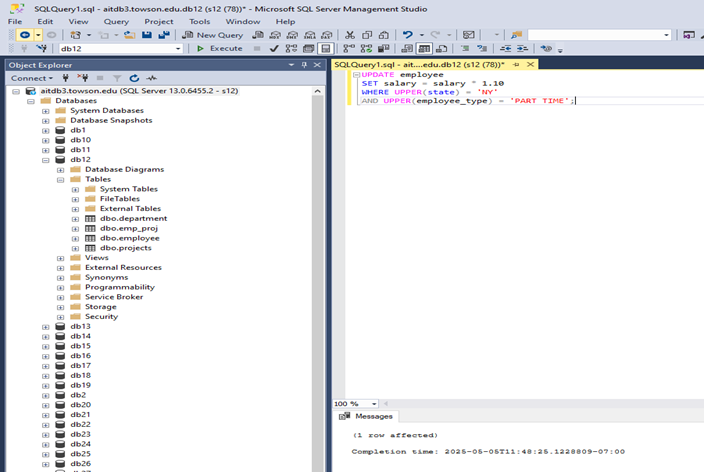 SQLQuery1.sql - aitdb3.towson.edu.db12 (s12 (78))* - Microsoft SQL Server Management Studio
File Edit View Query Project Tools Window Help
New Query
db12 Execute
Object Explorer
Connect
aitdb3.towson.edu (SQL Server 13.0.6455.2 - s12)
Databases
System Databases
Database Snapshots
db1
db10
db11
db12
Database Diagrams
Tables
System Tables
FileTables
External Tables
dbo.department
dbo.emp_proj
dbo.employee
dbo.projects
Views
External Resources
Synonyms
Programmability
Service Broker
Storage
Security
db13
db14
db15
db16
db17
db18
db19
db2
db20
db21
db22
db23
db24
db25
db26
SQLQuery1.sql - ait....edu.db12 (s12 (78))*
UPDATE employee
SET salary = salary * 1.10
WHERE UPPER(state) = 'NY'
AND UPPER(employee_type) = 'PART TIME';
100 %
Messages
(1 row affected)
Completion time: 2025-05-05T11:48:25.1228809-07:00